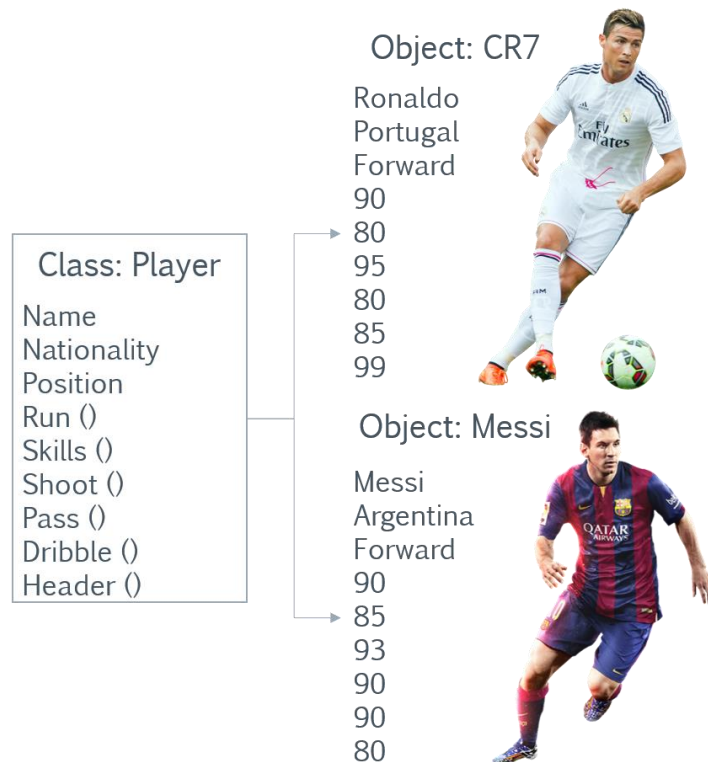 Object: CR7
Ronaldo
Portugal
Forward
90
80
95
80
85
99
Fly
Emirates
Class: Player
Name
Nationality
Position
Run ()
Skills ()
Shoot ()
Pass ()
Dribble ()
Header ()
Object: Messi
Messi
Argentina
Forward
90
85
93
90
90
80
QATAR
AIRWAYS